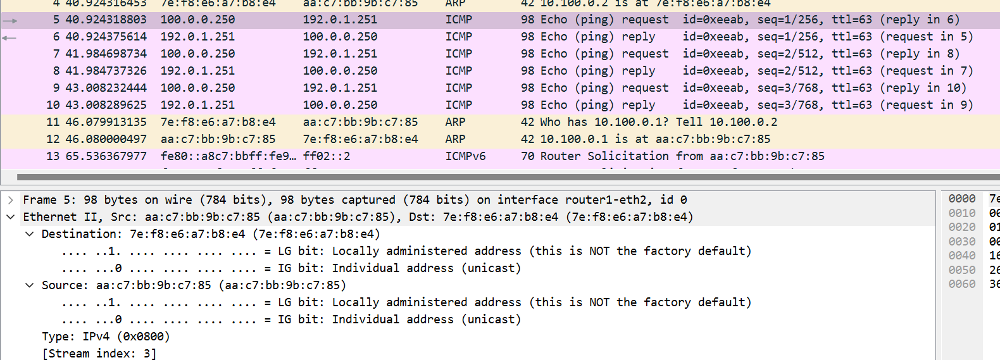 4 40.924316453 7e:f8:e6:a7:b8:e4 aa:c7:bb:9b:c7:85 ARP 42 10.100.0.2 is at 7e:f8:e6:a7:b8:e4
5 40.924318803 100.0.0.250 192.0.1.251 ICMP 98 Echo (ping) request id=0xeeab, seq=1/256, ttl=63 (reply in 6)
6 40.924375614 192.0.1.251 100.0.0.250 ICMP 98 Echo (ping) reply id=0xeeab, seq=1/256, ttl=63 (request in 5)
7 41.984698734 100.0.0.250 192.0.1.251 ICMP 98 Echo (ping) request id=0xeeab, seq=2/512, ttl=63 (reply in 8)
8 41.984737326 192.0.1.251 100.0.0.250 ICMP 98 Echo (ping) reply id=0xeeab, seq=2/512, ttl=63 (request in 7)
9 43.008232444 100.0.0.250 192.0.1.251 ICMP 98 Echo (ping) request id=0xeeab, seq=3/768, ttl=63 (reply in 10)
10 43.008289625 192.0.1.251 100.0.0.250 ICMP 98 Echo (ping) reply id=0xeeab, seq=3/768, ttl=63 (request in 9)
11 46.079913135 7e:f8:e6:a7:b8:e4 aa:c7:bb:9b:c7:85 ARP 42 Who has 10.100.0.1? Tell 10.100.0.2
12 46.080000497 aa:c7:bb:9b:c7:85 7e:f8:e6:a7:b8:e4 ARP 42 10.100.0.1 is at aa:c7:bb:9b:c7:85
13 65.536367977 fe80::a8c7:bbff:fe9… ff02::2 ICMPv6 70 Router Solicitation from aa:c7:bb:9b:c7:85
Frame 5: 98 bytes on wire (784 bits), 98 bytes captured (784 bits) on interface router1-eth2, id 0
Ethernet II, Src: aa:c7:bb:9b:c7:85 (aa:c7:bb:9b:c7:85), Dst: 7e:f8:e6:a7:b8:e4 (7e:f8:e6:a7:b8:e4)
Destination: 7e:f8:e6:a7:b8:e4 (7e:f8:e6:a7:b8:e4)
.... ..1. .... .... .... .... = LG bit: Locally administered address (this is NOT the factory default)
.... ...0 .... .... .... .... = IG bit: Individual address (unicast)
Source: aa:c7:bb:9b:c7:85 (aa:c7:bb:9b:c7:85)
.... ..1. .... .... .... .... = LG bit: Locally administered address (this is NOT the factory default)
.... ...0 .... .... .... .... = IG bit: Individual address (unicast)
Type: IPv4 (0x0800)
[Stream index: 3]
0000 7e
0010 00
0020 01
0030 00
0040 16
0050 26
0060 36